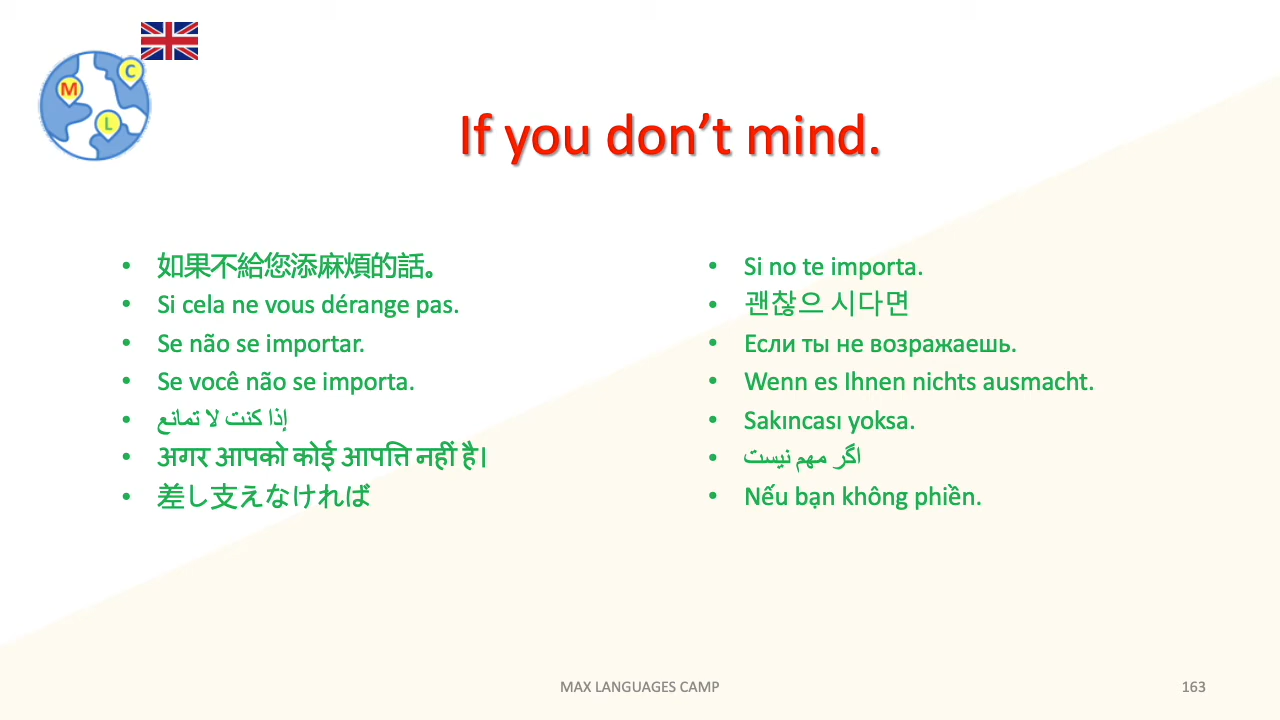 M
C
L
If you don’t mind.
如果不給您添麻煩的話。
Si cela ne vous dérange pas.
Se não se importar.
Se você não se importa.
إذا كنت لا تمانع
अगर आपको कोई आपत्ति नहीं है।
差し支えなければ
Si no te importa.
괜찮으 시다면
Если ты не возражаешь.
Wenn es Ihnen nichts ausmacht.
Sakıncası yoksa.
اگر مهم نیست
Nếu bạn không phiền.
MAX LANGUAGES CAMP
163